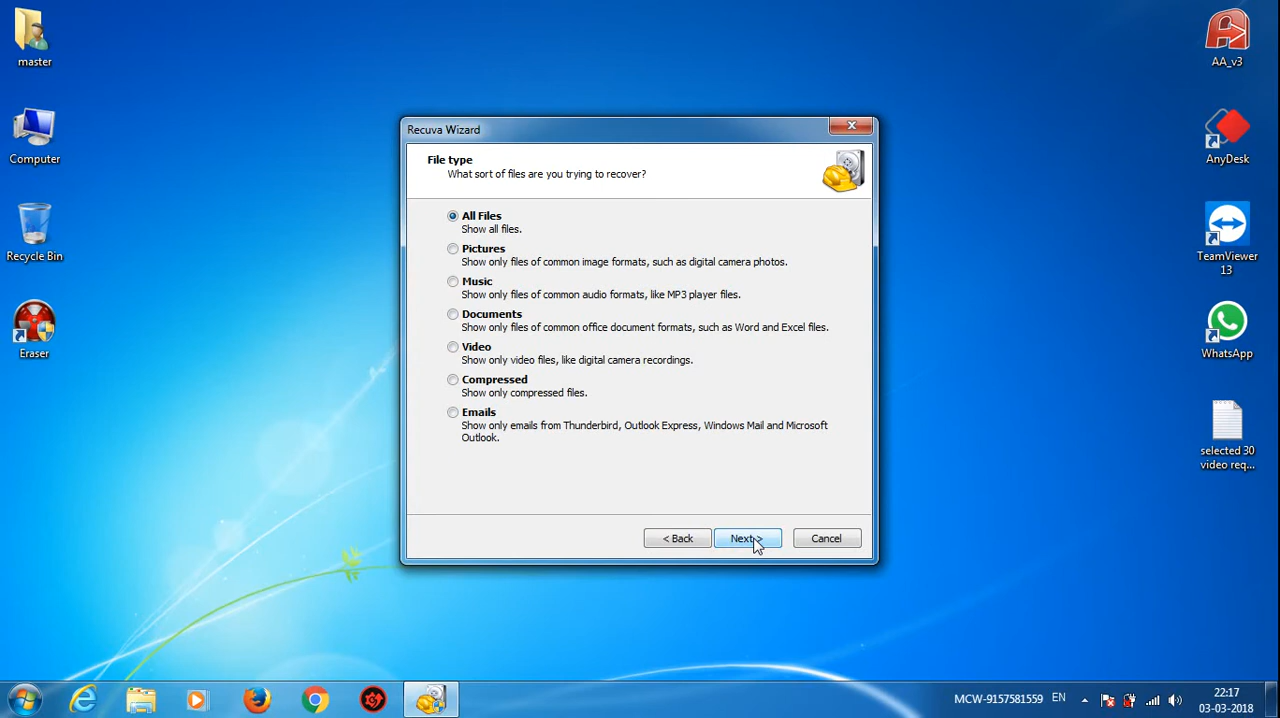 master
Computer
Recycle Bin
Eraser
Recuva Wizard
File type
What sort of files are you trying to recover?
All Files
Show all files.
Pictures
Show only files of common image formats, such as digital camera photos.
Music
Show only files of common audio formats, like MP3 player files.
Documents
Show only files of common office document formats, such as Word and Excel files.
Video
Show only video files, like digital camera recordings.
Compressed
Show only compressed files.
Emails
Show only emails from Thunderbird, Outlook Express, Windows Mail and Microsoft
Outlook.
< Back
Next >
Cancel
AA_v3
AnyDesk
TeamViewer
13
WhatsApp
selected 30
video req...
MCW-9157581559
EN
22:17
03-03-2018